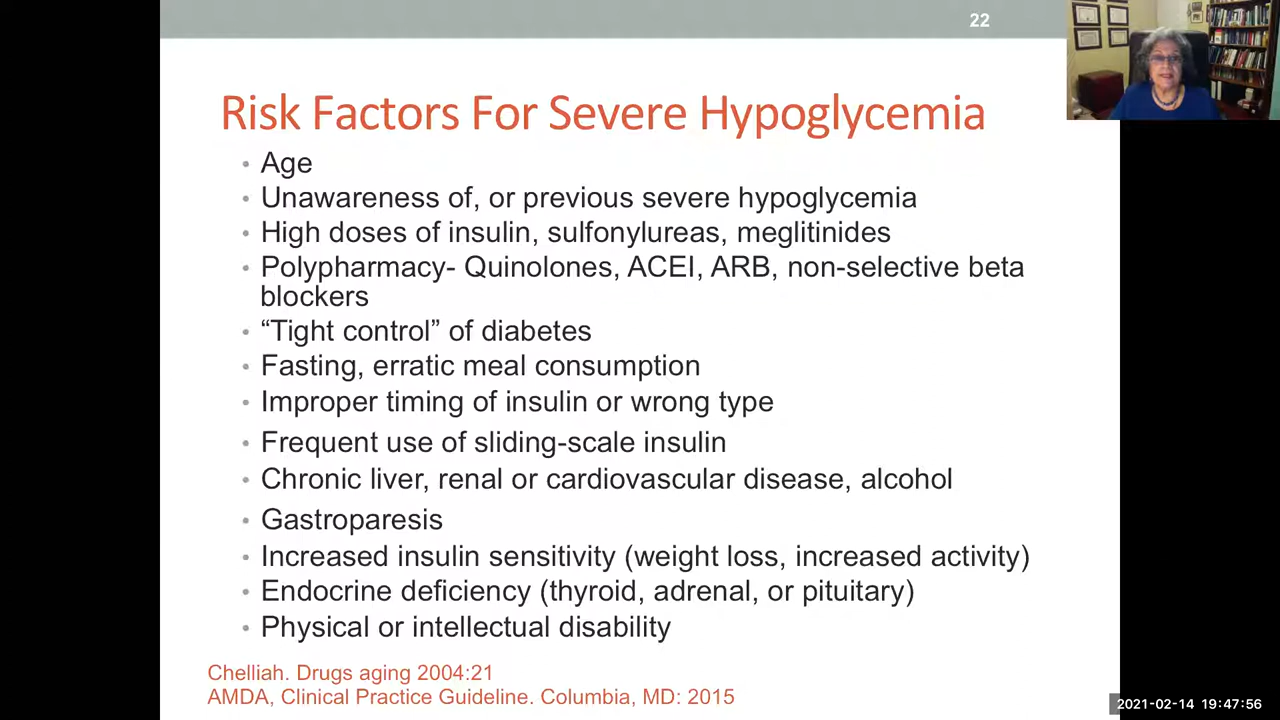 22
Risk Factors For Severe Hypoglycemia
• Age
• Unawareness of, or previous severe hypoglycemia
• High doses of insulin, sulfonylureas, meglitinides
• Polypharmacy- Quinolones, ACEI, ARB, non-selective beta
blockers
• “Tight control” of diabetes
• Fasting, erratic meal consumption
• Improper timing of insulin or wrong type
• Frequent use of sliding-scale insulin
• Chronic liver, renal or cardiovascular disease, alcohol
• Gastroparesis
• Increased insulin sensitivity (weight loss, increased activity)
• Endocrine deficiency (thyroid, adrenal, or pituitary)
• Physical or intellectual disability
Chelliah. Drugs aging 2004:21
AMDA, Clinical Practice Guideline. Columbia, MD: 2015
2021-02-14 19:47:56